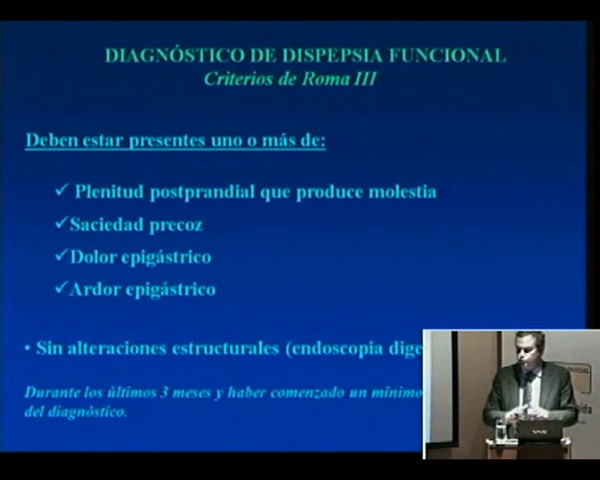 DIAGNÓSTICO DE DISPEPSIA FUNCIONAL
Criterios de Roma III
Deben estar presentes uno o más de:
✓ Plenitud postprandial que produce molestia
✓ Saciedad precoz
✓ Dolor epigástrico
✓ Ardor epigástrico
• Sin alteraciones estructurales (endoscopia dige
Durante los últimos 3 meses y haber comenzado un mínimo
del diagnóstico.